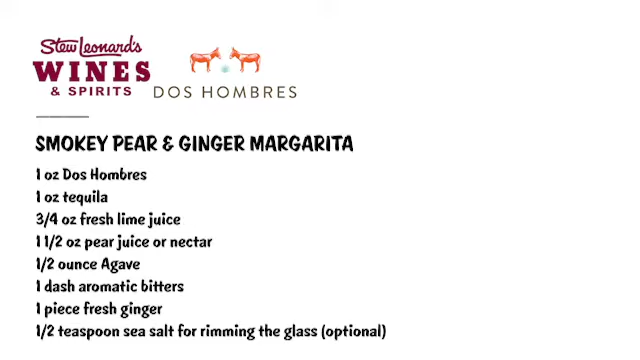 Stew Leonard's
WINES
& SPIRITS
DOS HOMBRES
SMOKEY PEAR & GINGER MARGARITA
1 oz Dos Hombres
1 oz tequila
3/4 oz fresh lime juice
1 1/2 oz pear juice or nectar
1/2 ounce Agave
1 dash aromatic bitters
1 piece fresh ginger
1/2 teaspoon sea salt for rimming the glass (optional)